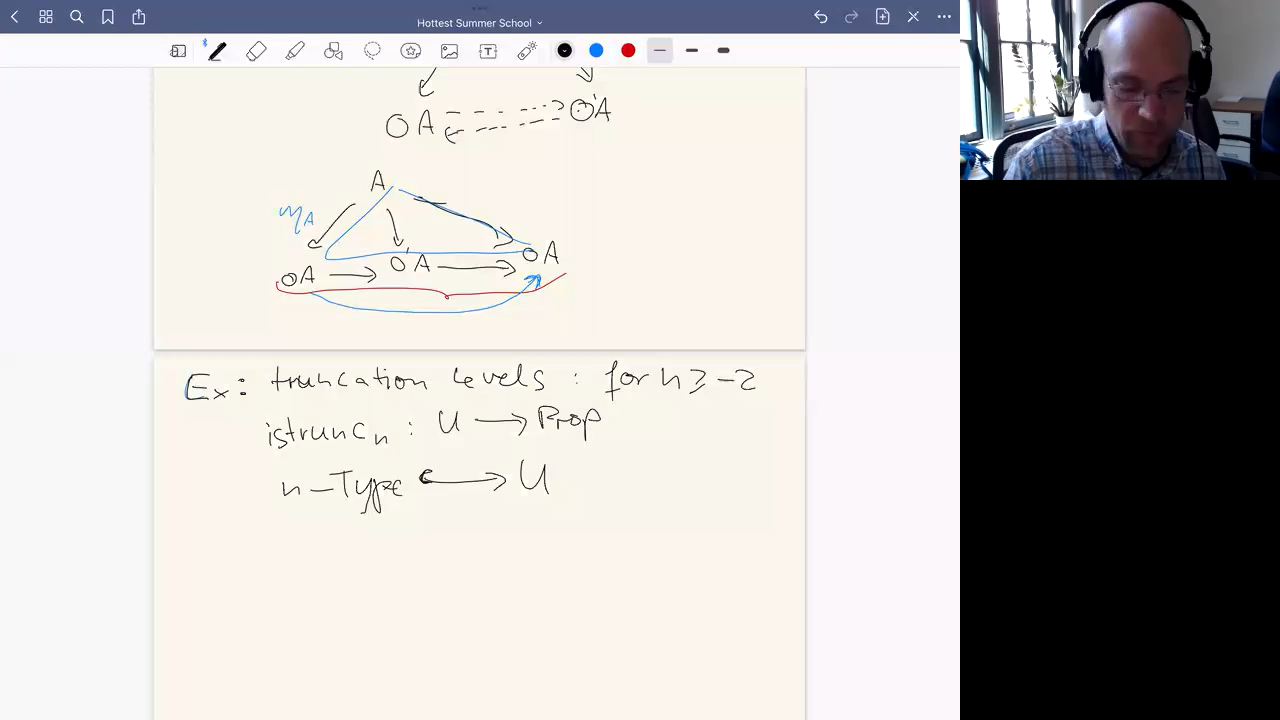 Hottest Summer School
○A ○'A
A
η_A
○A → ○'A → ○A
Ex: truncation levels : for n ≥ -2
istrunc_n : U → Prop
n-Type ↪ U